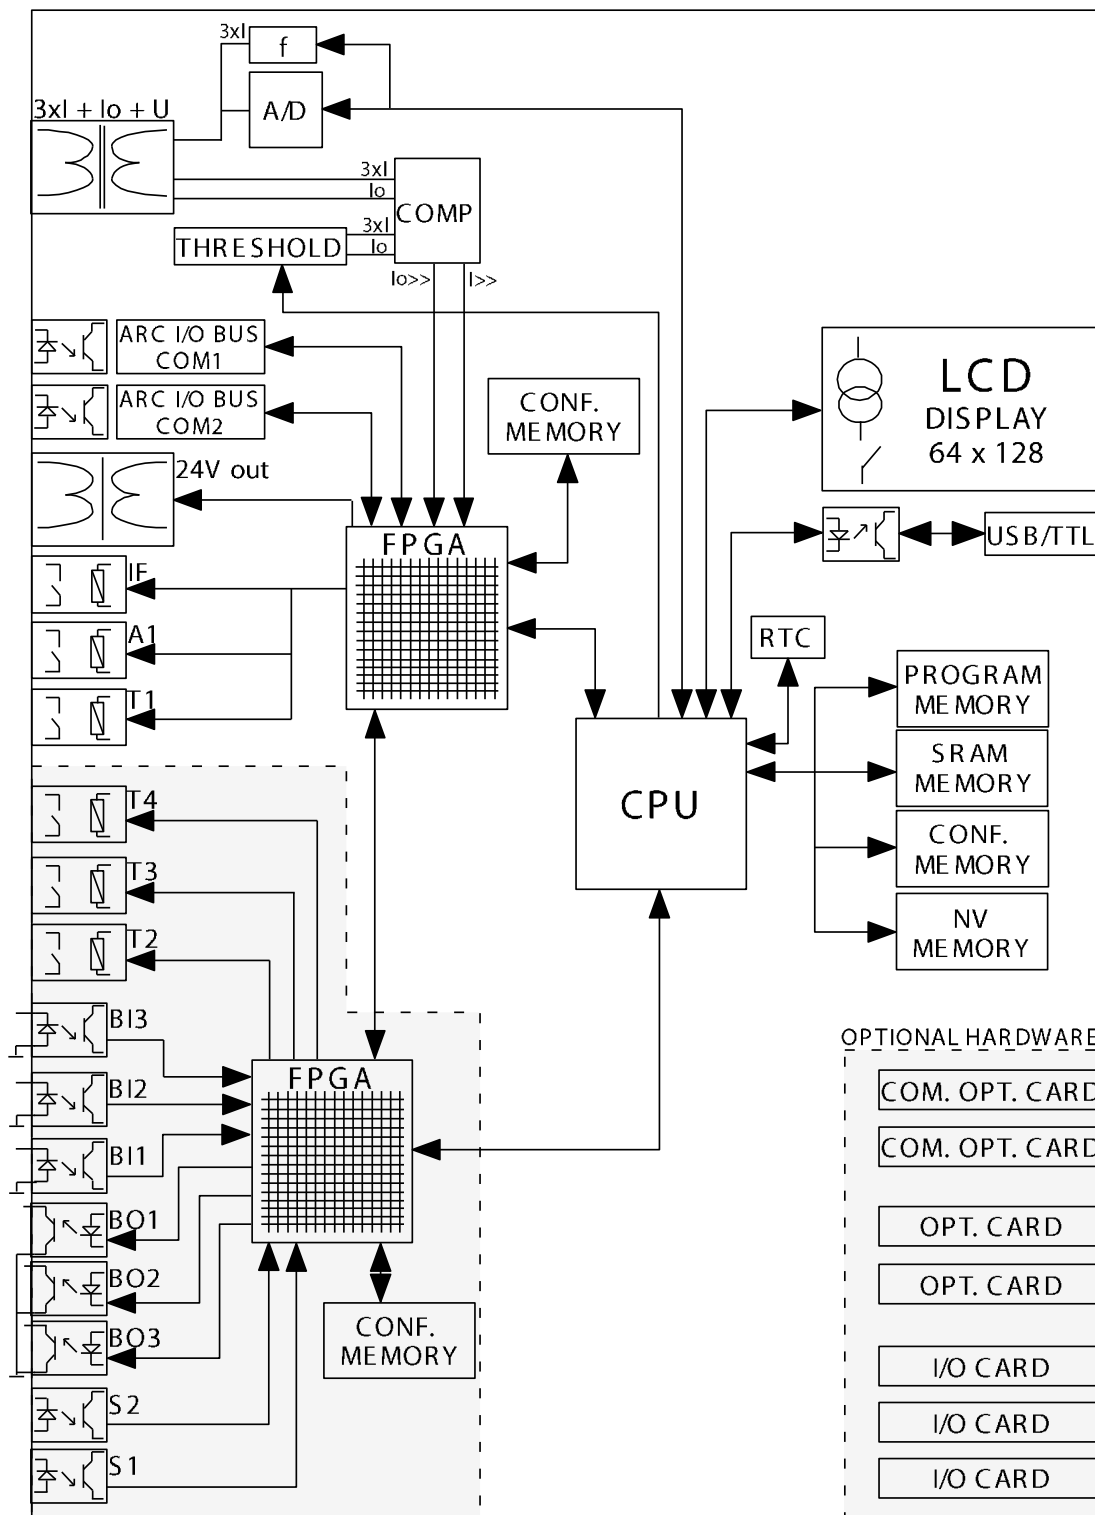 3xI
f
A/D
3xI + Io + U
3xI
Io
COMP
3xI
Io
THRESHOLD
Io>>
I>>
ARC I/O BUS
COM1
ARC I/O BUS
COM2
CONF.
MEMORY
LCD
DISPLAY
64 x 128
24V out
FPGA
USB/TTL
IF
A1
T1
RTC
PROGRAM
MEMORY
SRAM
MEMORY
CPU
CONF.
MEMORY
NV
MEMORY
T4
T3
T2
BI3
BI2
BI1
BO1
BO2
BO3
S2
S1
FPGA
CONF.
MEMORY
OPTIONAL HARDWARE
COM. OPT. CARD
COM. OPT. CARD
OPT. CARD
OPT. CARD
I/O CARD
I/O CARD
I/O CARD